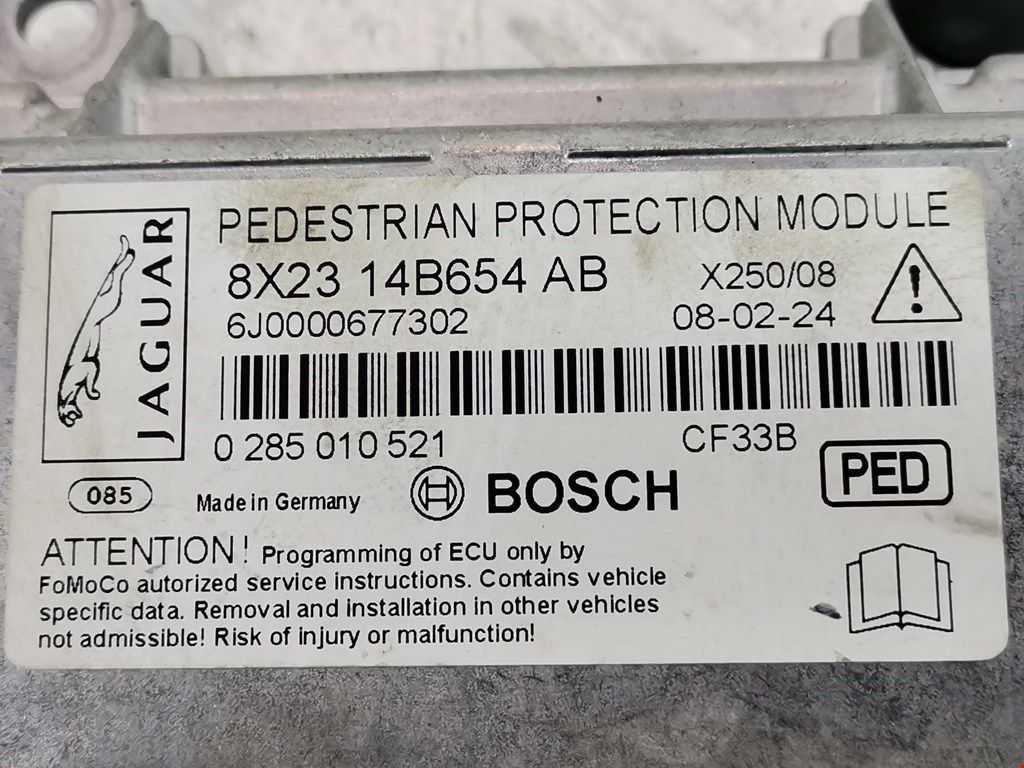 JAGUAR
PEDESTRIAN PROTECTION MODULE
8X23 14B654 AB X250/08
6J0000677302 08-02-24
0 285 010 521 CF33B
PED
085 Made in Germany BOSCH
ATTENTION! Programming of ECU only by
FoMoCo autorized service instructions. Contains vehicle
specific data. Removal and installation in other vehicles
not admissible! Risk of injury or malfunction!